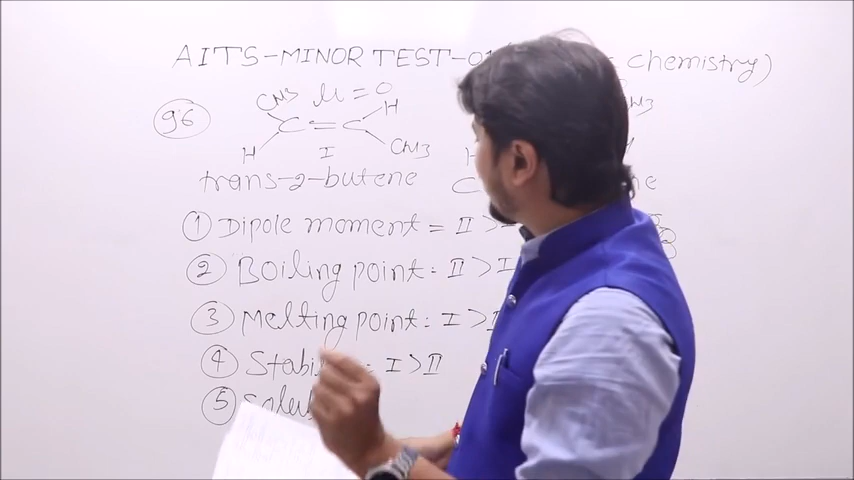 AITS-MINOR TEST-01 chemistry)
96 CH3 μ = 0 H
C = C
H I CH3
trans-2-butene
① Dipole moment = II >
② Boiling point = II > I
③ Melting point = I >
④ I > II
⑤